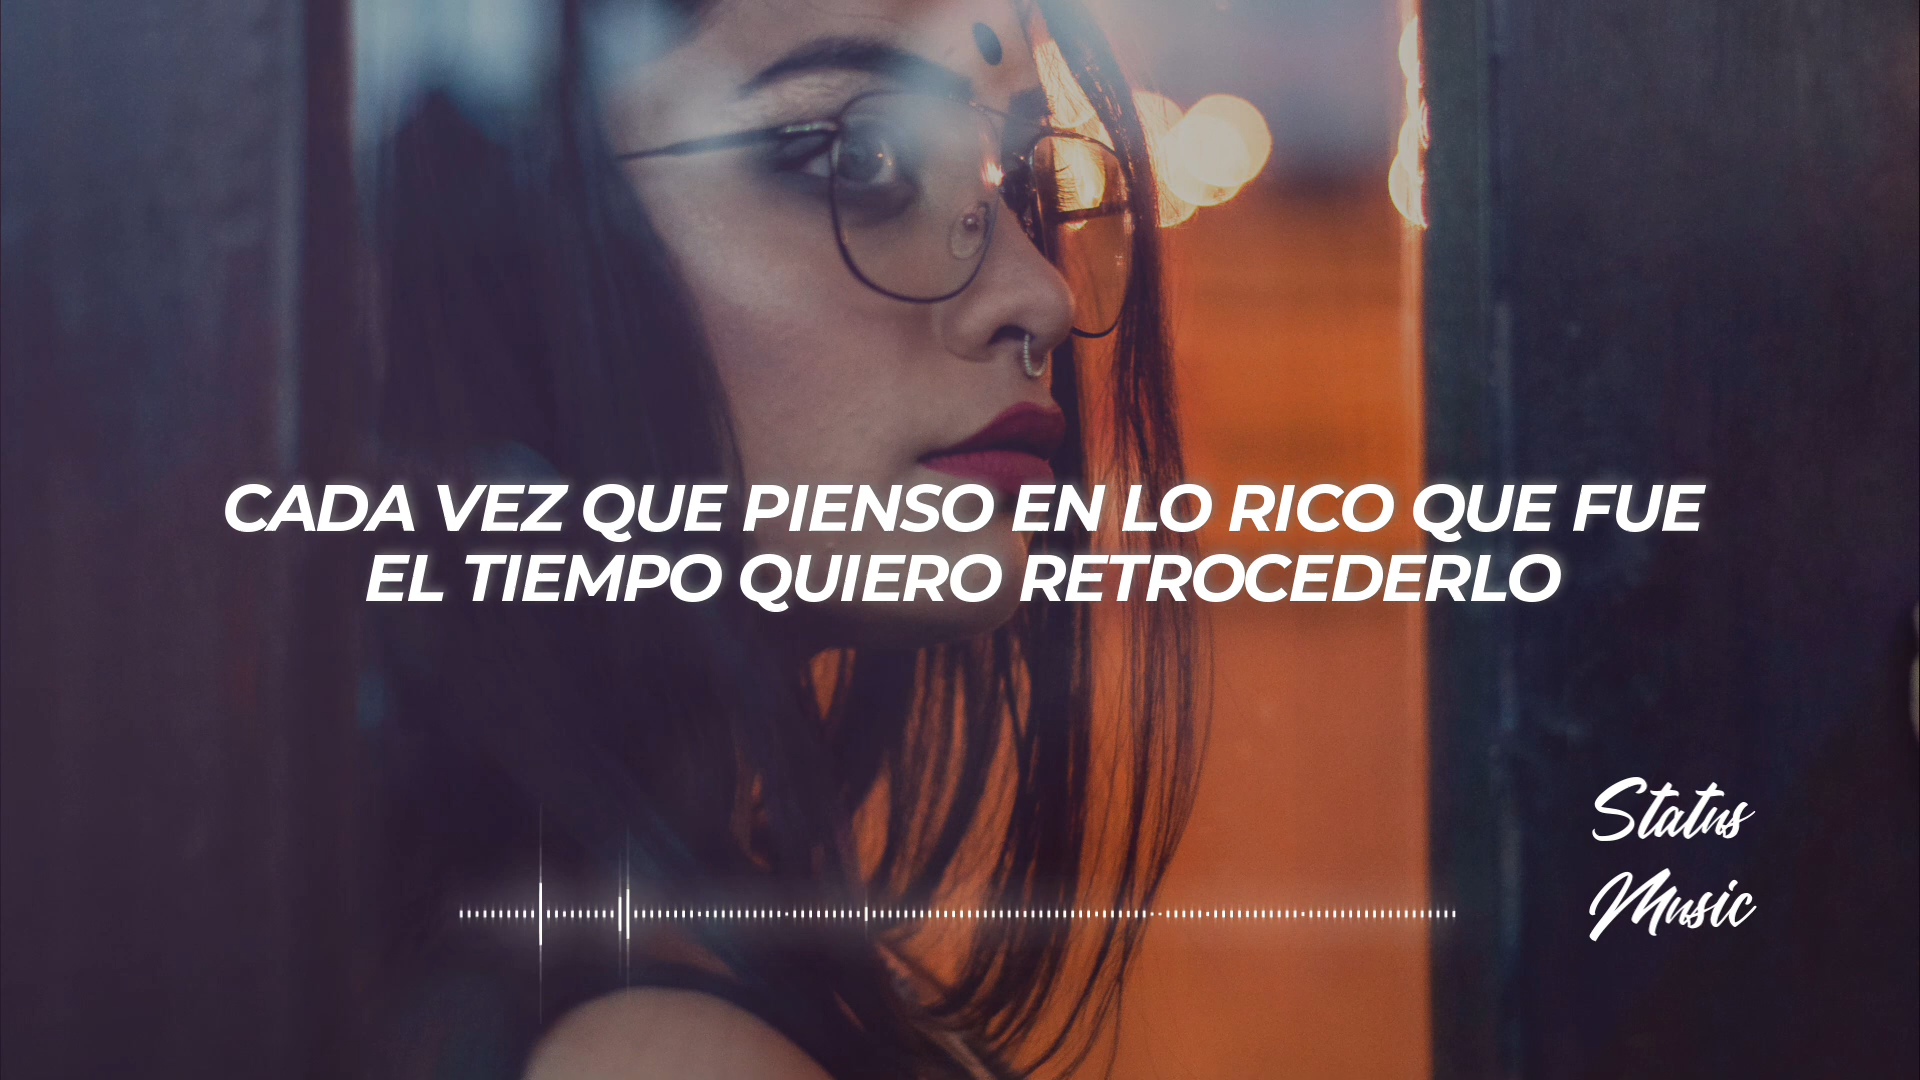 CADA VEZ QUE PIENSO EN LO RICO QUE FUE
EL TIEMPO QUIERO RETROCEDERLO
Status
Music